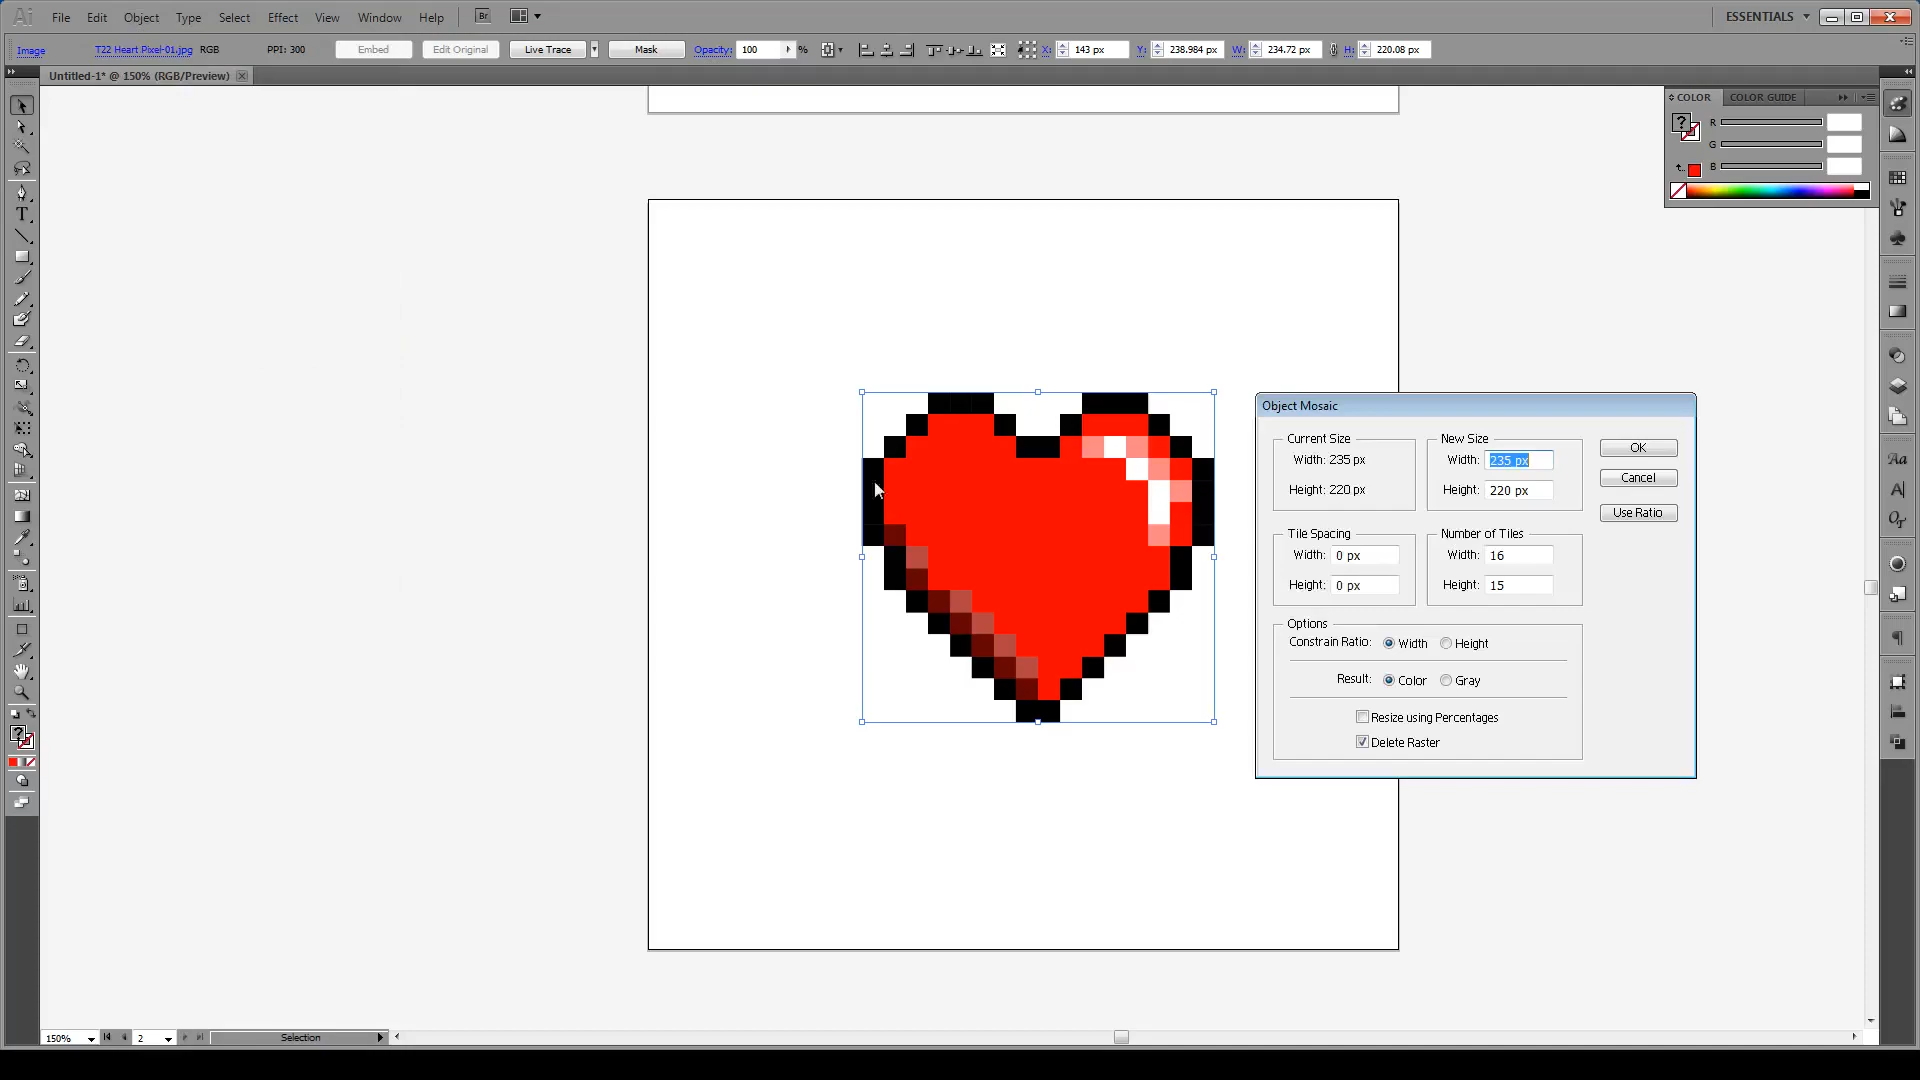 Ai File Edit Object Type Select Effect View Window Help Br ESSENTIALS
Image T22 Heart Pixel-01.jpg RGB PPI: 300 Embed Edit Original Live Trace Mask Opacity: 100 % X: 143 px Y: 238.984 px W: 234.72 px H: 220.08 px
Untitled-1* @ 150% (RGB/Preview)
COLOR COLOR GUIDE
R
G
B
Object Mosaic
Current Size
Width: 235 px
Height: 220 px
New Size
Width: 235 px
Height: 220 px
OK
Cancel
Use Ratio
Tile Spacing
Width: 0 px
Height: 0 px
Number of Tiles
Width: 16
Height: 15
Options
Constrain Ratio: Width Height
Result: Color Gray
Resize using Percentages
Delete Raster
150% 2 Selection